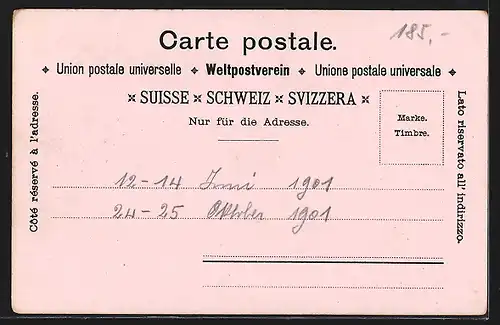 185,-
Carte postale.
Union postale universelle ✦ Weltpostverein ✦ Unione postale universale
SUISSE × SCHWEIZ × SVIZZERA
Nur für die Adresse.
Marke.
Timbre.
Côté réservé à l'adresse.
Lato riservato all' indirizzo.
12-14 Juni 1901
24-25 Oktober 1901